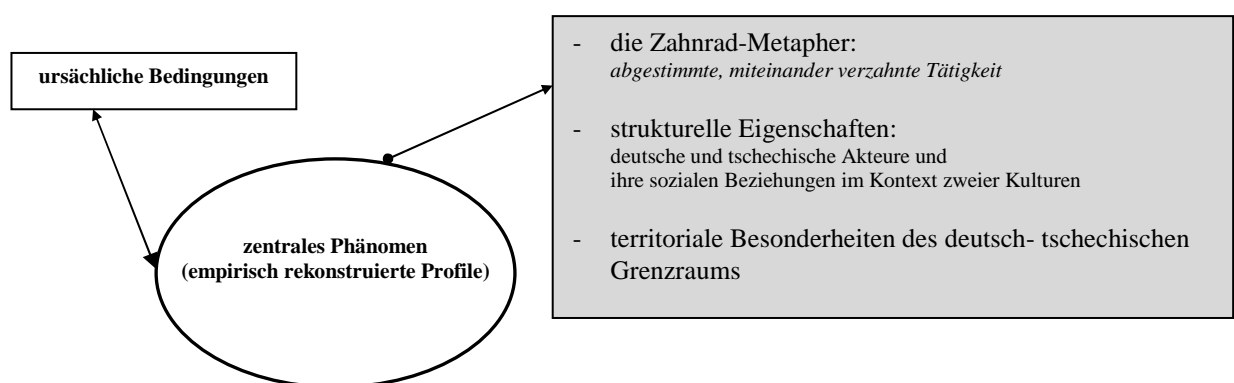 ursächliche Bedingungen
zentrales Phänomen
(empirisch rekonstruierte Profile)
- die Zahnrad-Metapher:
abgestimmte, miteinander verzahnte Tätigkeit
- strukturelle Eigenschaften:
deutsche und tschechische Akteure und
ihre sozialen Beziehungen im Kontext zweier Kulturen
- territoriale Besonderheiten des deutsch- tschechischen
Grenzraums